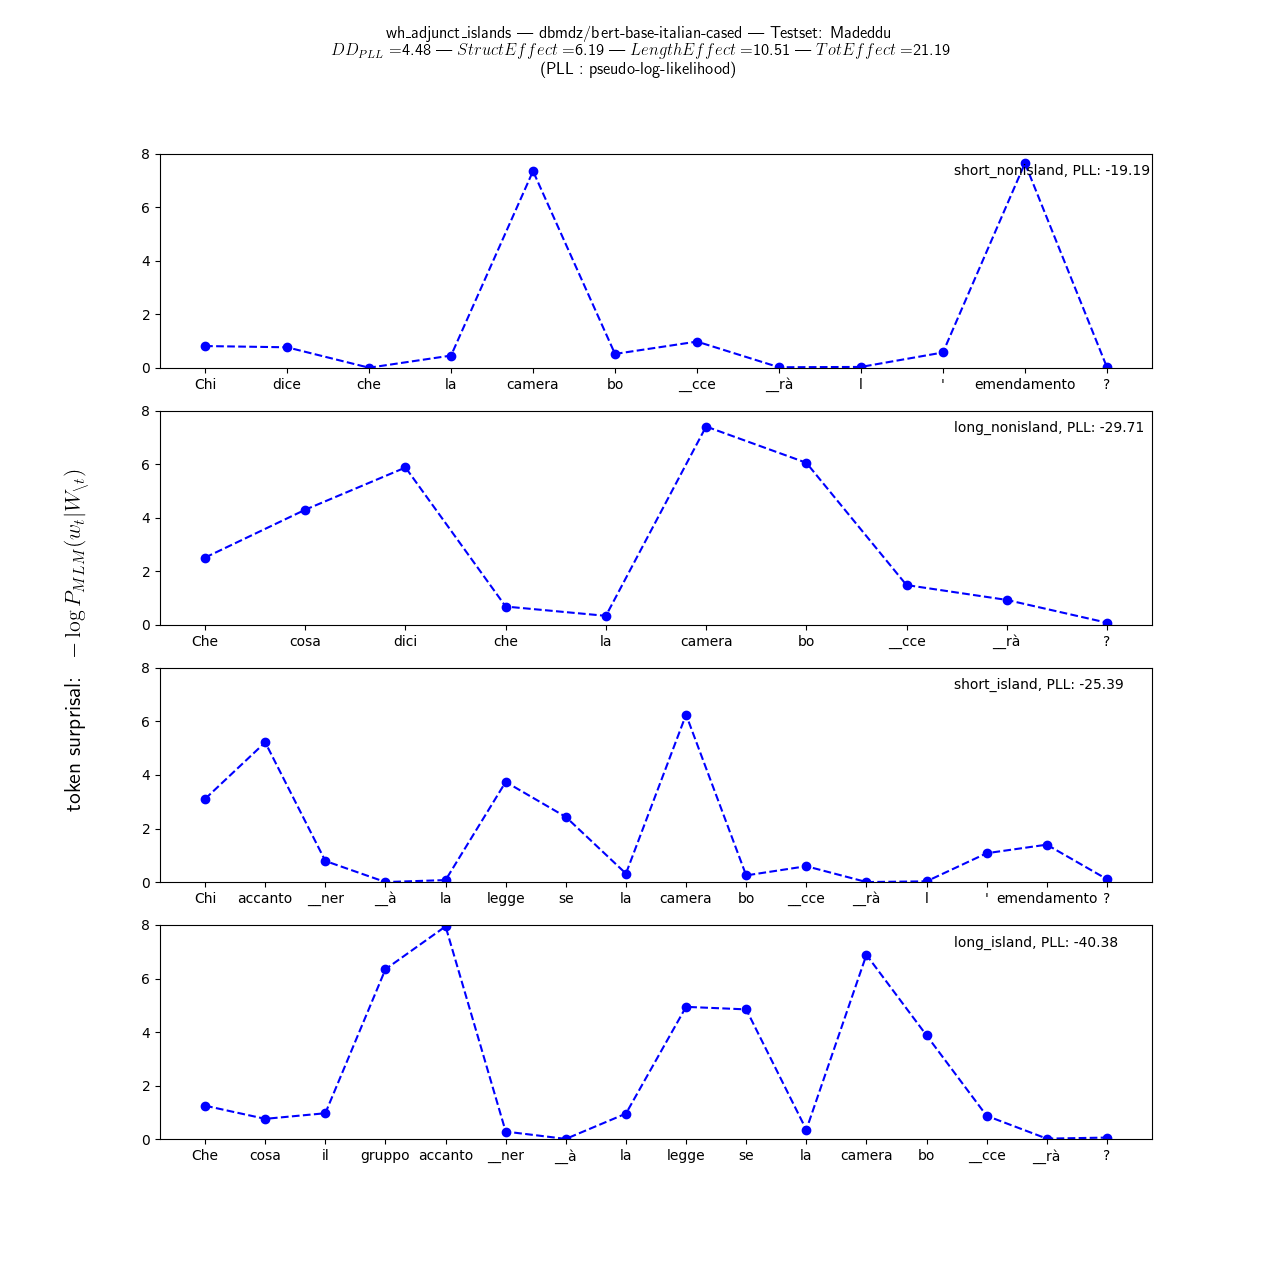 wh_adjunct_islands — dbmdz/bert-base-italian-cased — Testset: Madeddu
DD_PLL =4.48 — StructEffect =6.19 — LengthEffect =10.51 — TotEffect =21.19
(PLL : pseudo-log-likelihood)
token surprisal: − log P_MLM(w_t|W_\t)
short_nonisland, PLL: -19.19
8
6
4
2
0
Chi dice che la camera bo __cce __rà l ' emendamento ?
long_nonisland, PLL: -29.71
8
6
4
2
0
Che cosa dici che la camera bo __cce __rà ?
short_island, PLL: -25.39
8
6
4
2
0
Chi accanto __ner __à la legge se la camera bo __cce __rà l ' emendamento ?
long_island, PLL: -40.38
8
6
4
2
0
Che cosa il gruppo accanto __ner __à la legge se la camera bo __cce __rà ?